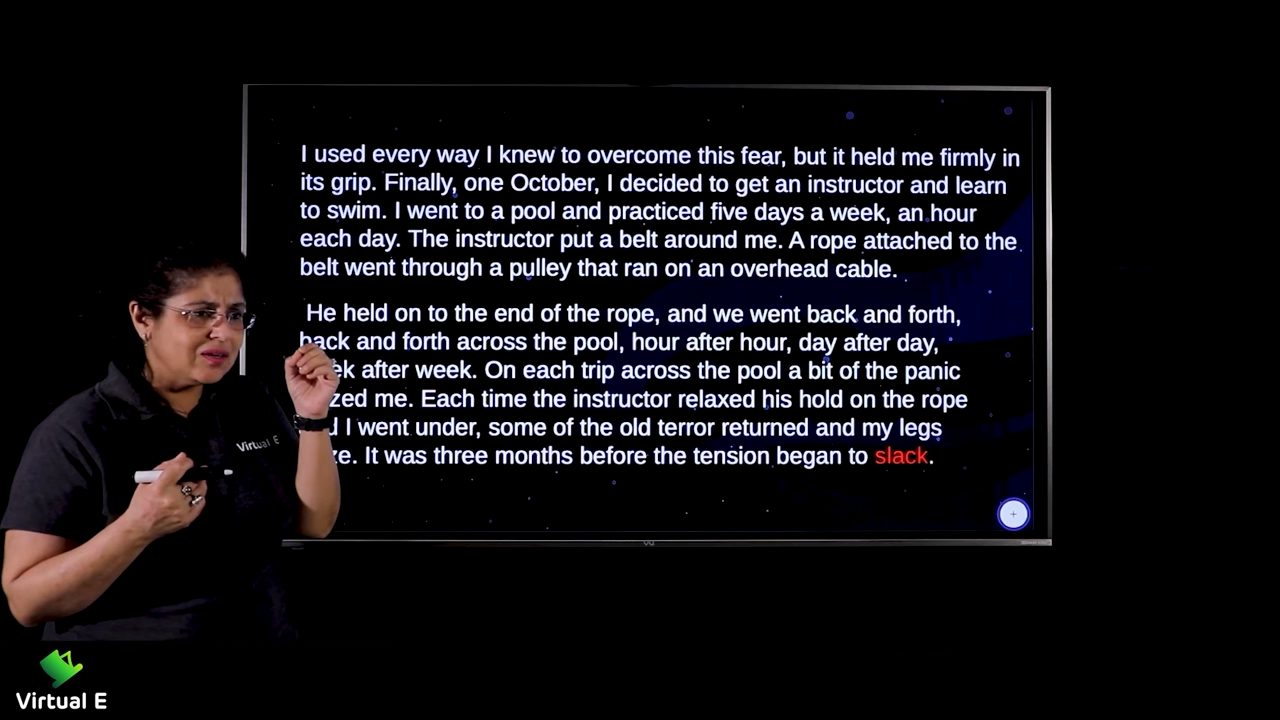 I used every way I knew to overcome this fear, but it held me firmly in
its grip. Finally, one October, I decided to get an instructor and learn
to swim. I went to a pool and practiced five days a week, an hour
each day. The instructor put a belt around me. A rope attached to the
belt went through a pulley that ran on an overhead cable.
He held on to the end of the rope, and we went back and forth,
back and forth across the pool, hour after hour, day after day,
after week. On each trip across the pool a bit of the panic
me. Each time the instructor relaxed his hold on the rope
I went under, some of the old terror returned and my legs
It was three months before the tension began to slack.
Virtual E
Virtual E